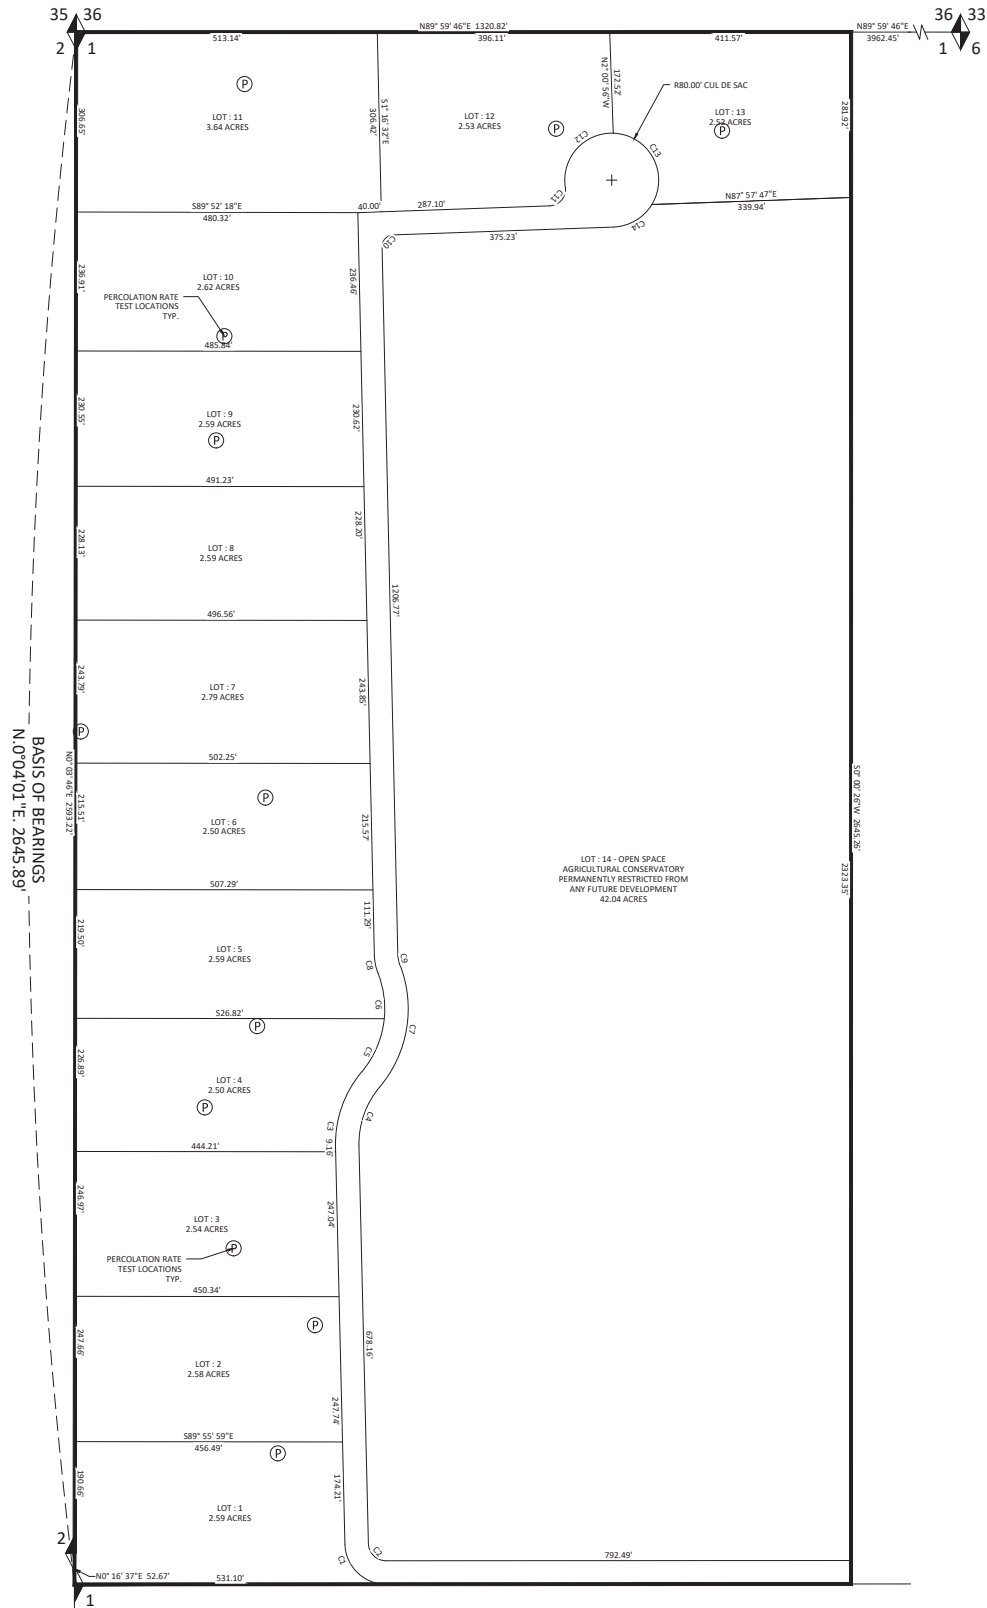 35
36
N89° 59' 46"E 1320.82'
N89° 59' 46"E
36
33
2
1
513.14'
396.11'
411.57'
3962.45'
1
6
P
N2° 00' 56"W
172.52'
R80.00' CUL DE SAC
306.65'
LOT : 11
3.64 ACRES
S1° 16' 32"E
306.42'
LOT : 12
2.53 ACRES
P
LOT : 13
2.52 ACRES
P
281.92'
C12
C13
S89° 52' 18"E
480.32'
40.00'
287.10'
C11
N87° 57' 47"E
339.94'
C10
375.23'
C14
236.91'
LOT : 10
2.62 ACRES
236.46'
PERCOLATION RATE
TEST LOCATIONS
TYP.
P
485.84'
230.55'
LOT : 9
2.59 ACRES
P
230.62'
491.23'
228.13'
LOT : 8
2.59 ACRES
228.20'
1206.77'
496.56'
243.79'
LOT : 7
2.79 ACRES
243.85'
P
BASIS OF BEARINGS
N.0°04'01"E. 2645.89'
N0° 03' 46"E 2593.22'
502.25'
215.51'
P
LOT : 6
2.50 ACRES
215.57'
S0° 00' 26"W 2645.26'
507.29'
LOT : 14 - OPEN SPACE
AGRICULTURAL CONSERVATORY
PERMANENTLY RESTRICTED FROM
ANY FUTURE DEVELOPMENT
42.04 ACRES
2323.35'
111.29'
219.50'
LOT : 5
2.59 ACRES
C8
C9
C6
526.82'
P
C7
226.89'
C5
LOT : 4
2.50 ACRES
P
C4
C3
9.16'
444.21'
246.97'
LOT : 3
2.54 ACRES
247.04'
PERCOLATION RATE
TEST LOCATIONS
TYP.
P
450.34'
P
247.66'
LOT : 2
2.58 ACRES
678.16'
247.74'
S89° 55' 59"E
456.49'
P
190.66'
LOT : 1
2.59 ACRES
174.21'
2
C1
C2
792.49'
N0° 16' 37"E 52.67'
531.10'
1